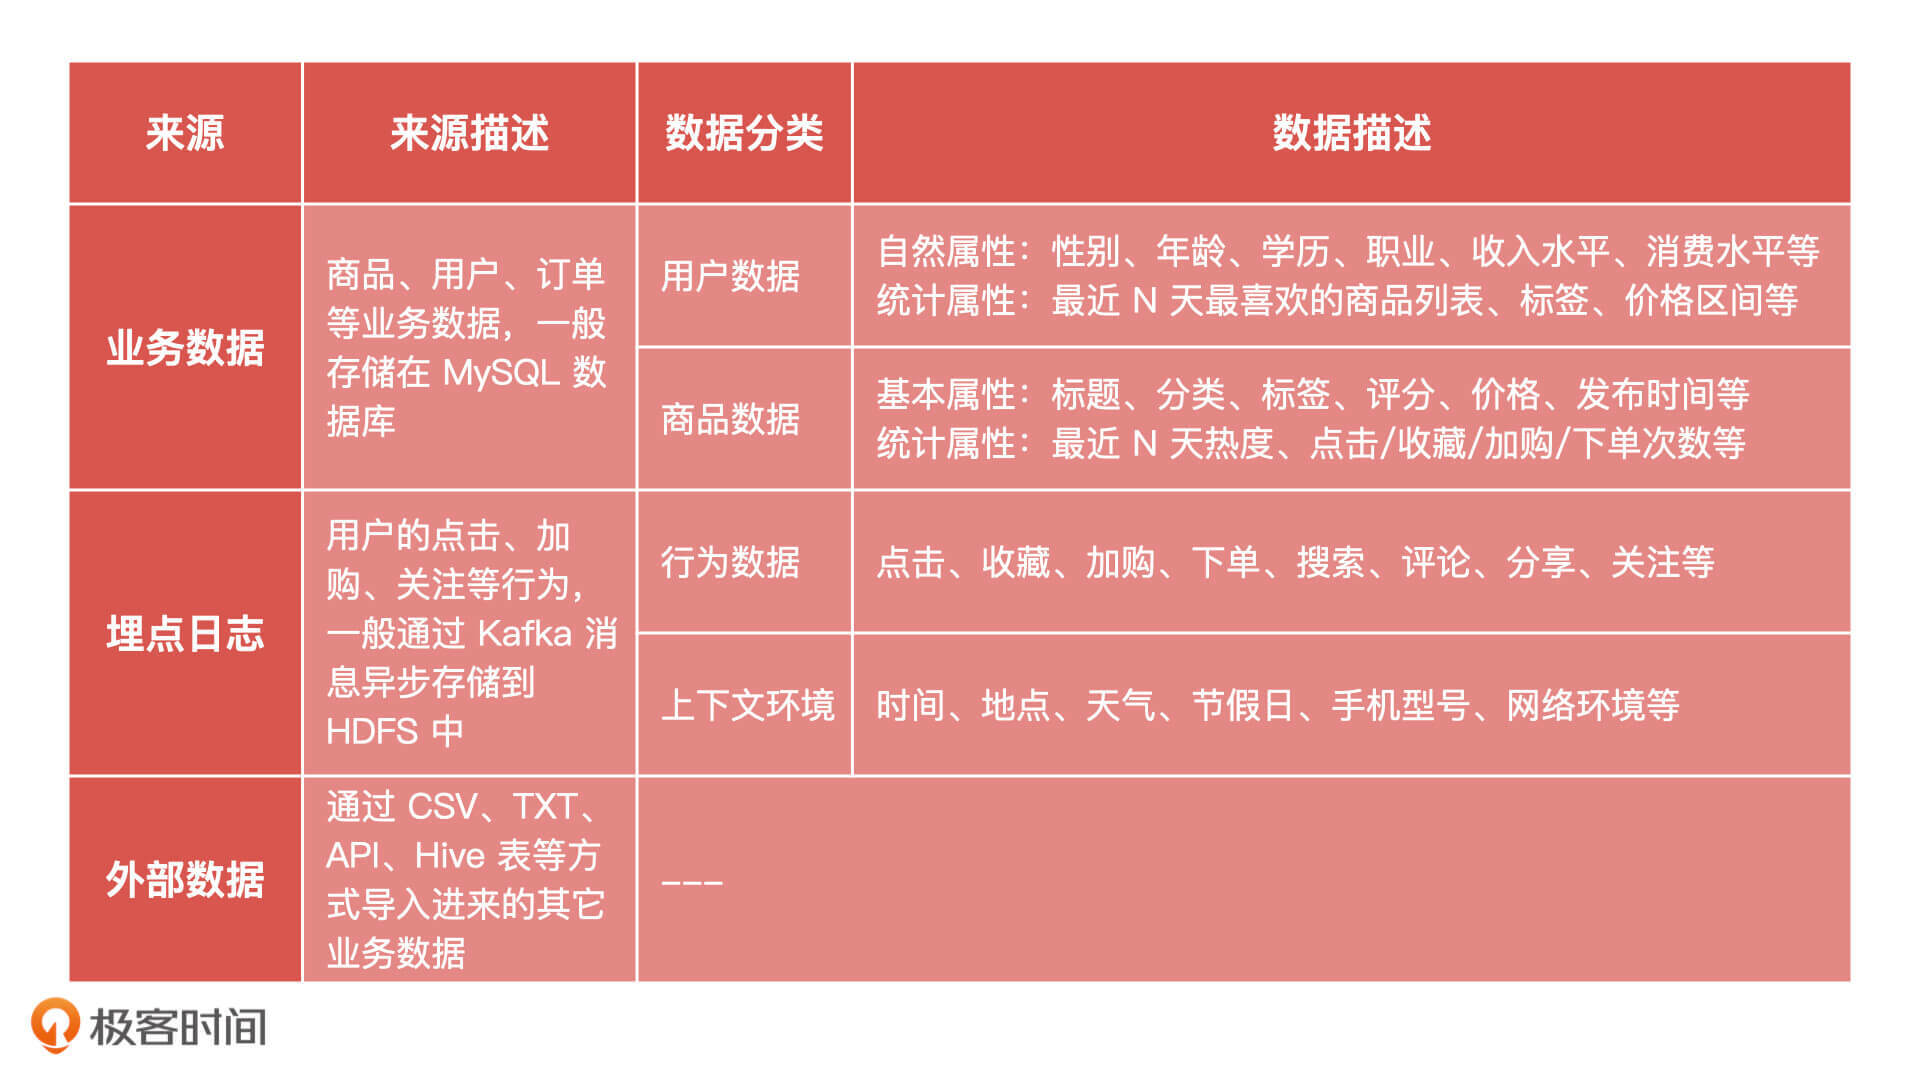 来源
来源描述
数据分类
数据描述
业务数据
商品、用户、订单
等业务数据，一般
存储在 MySQL 数
据库
用户数据
自然属性：性别、年龄、学历、职业、收入水平、消费水平等
统计属性：最近 N 天最喜欢的商品列表、标签、价格区间等
商品数据
基本属性：标题、分类、标签、评分、价格、发布时间等
统计属性：最近 N 天热度、点击/收藏/加购/下单次数等
埋点日志
用户的点击、加
购、关注等行为，
一般通过 Kafka 消
息异步存储到
HDFS 中
行为数据
点击、收藏、加购、下单、搜索、评论、分享、关注等
上下文环境
时间、地点、天气、节假日、手机型号、网络环境等
外部数据
通过 CSV、TXT、
API、Hive 表等方
式导入进来的其它
业务数据
---
极客时间